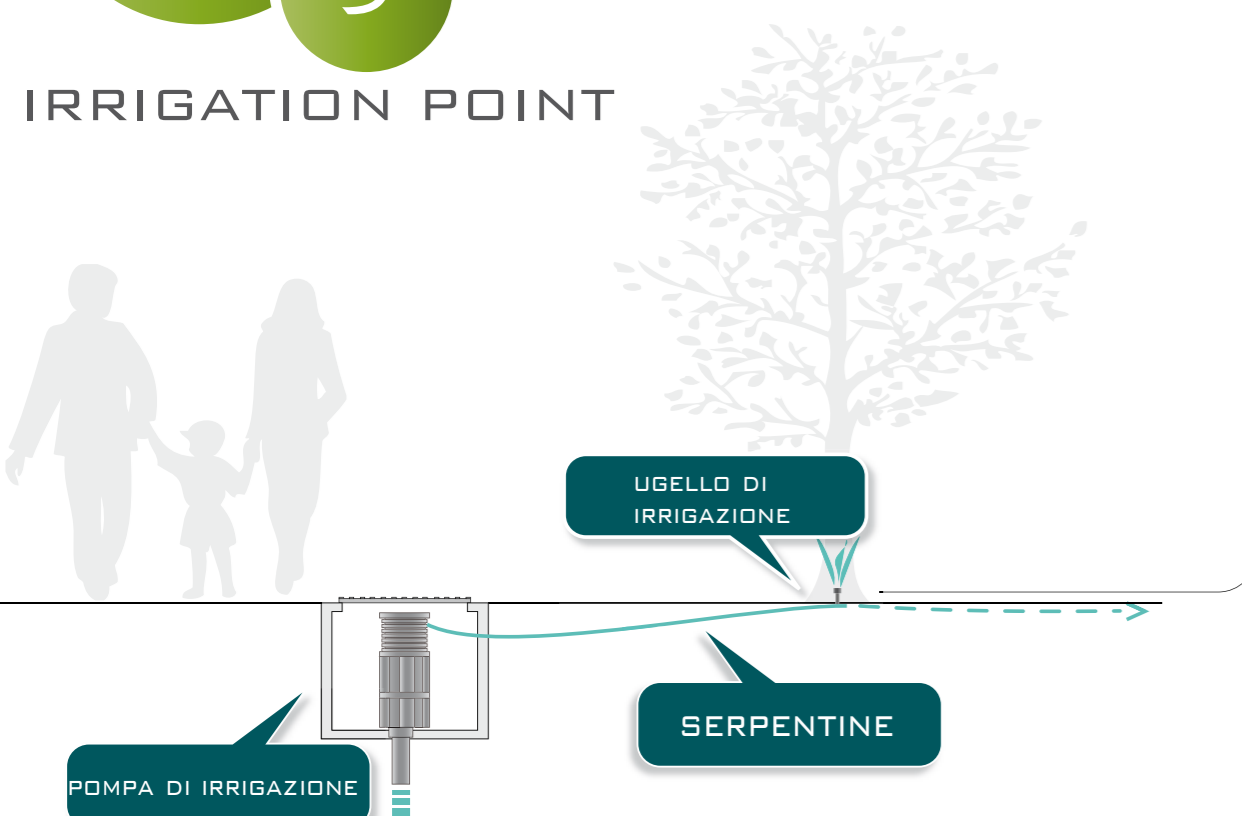 IRRIGATION POINT
UGELLO DI
IRRIGAZIONE
SERPENTINE
POMPA DI IRRIGAZIONE